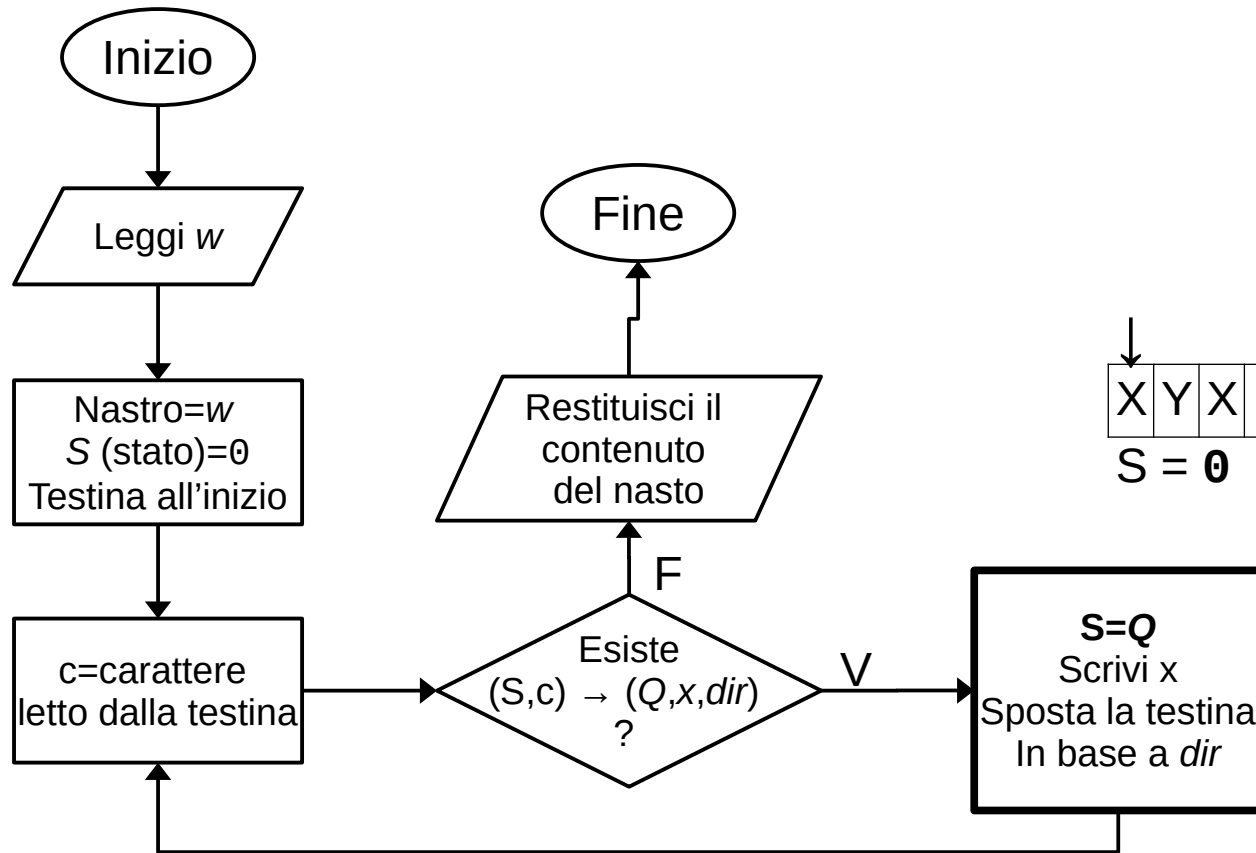 Inizio
Leggi w
Nastro=w
S (stato)=0
Testina all'inizio
c=carattere
letto dalla testina
Esiste
(S,c) → (Q,x,dir)
?
F
V
Restituisci il
contenuto
del nasto
Fine
X Y X
S = 0
S=Q
Scrivi x
Sposta la testina
In base a dir